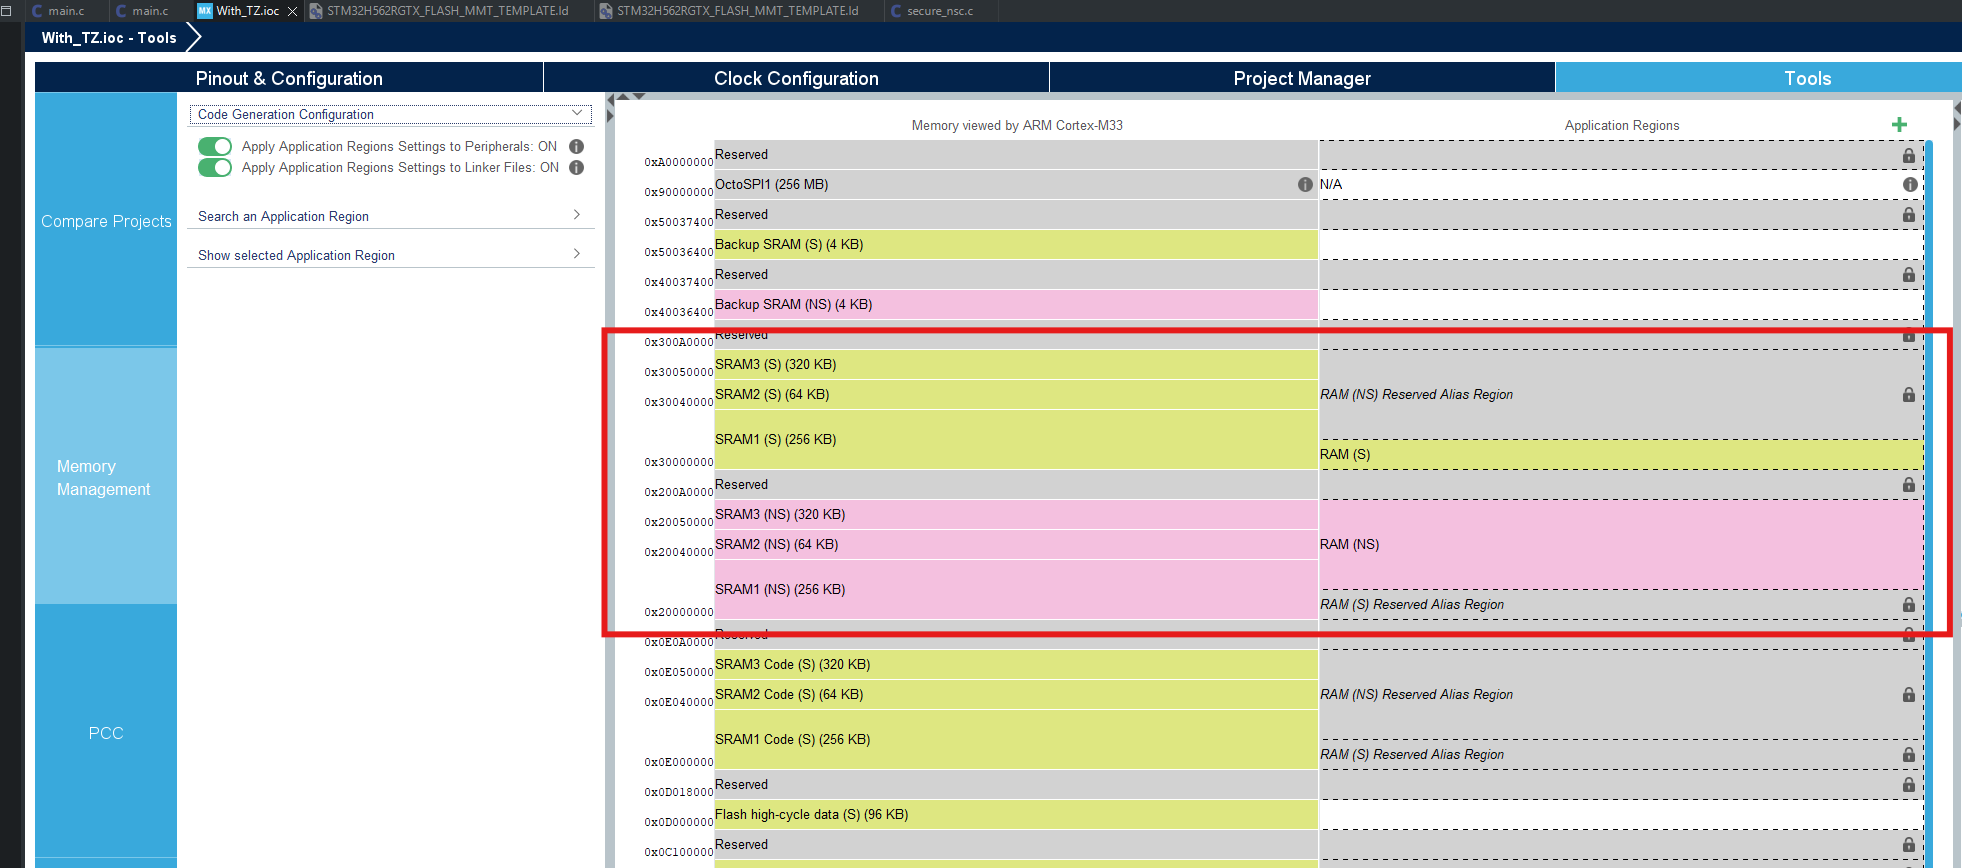 main.c
main.c
MX With_TZ.ioc
STM32H562RGTX_FLASH_MMT_TEMPLATE.ld
STM32H562RGTX_FLASH_MMT_TEMPLATE.ld
secure_nsc.c
With_TZ.ioc - Tools
Pinout & Configuration
Clock Configuration
Project Manager
Tools
Compare Projects
Memory
Management
PCC
Code Generation Configuration
Apply Application Regions Settings to Peripherals: ON
Apply Application Regions Settings to Linker Files: ON
Search an Application Region
Show selected Application Region
Memory viewed by ARM Cortex-M33
Application Regions
Reserved
0xA0000000
OctoSPI1 (256 MB)
N/A
0x90000000
Reserved
0x50037400
Backup SRAM (S) (4 KB)
0x50036400
Reserved
0x40037400
Backup SRAM (NS) (4 KB)
0x40036400
Reserved
0x300A0000
SRAM3 (S) (320 KB)
0x30050000
SRAM2 (S) (64 KB)
RAM (NS) Reserved Alias Region
0x30040000
SRAM1 (S) (256 KB)
RAM (S)
0x30000000
Reserved
0x200A0000
SRAM3 (NS) (320 KB)
0x20050000
SRAM2 (NS) (64 KB)
RAM (NS)
0x20040000
SRAM1 (NS) (256 KB)
RAM (S) Reserved Alias Region
0x20000000
Reserved
0x0E0A0000
SRAM3 Code (S) (320 KB)
0x0E050000
SRAM2 Code (S) (64 KB)
RAM (NS) Reserved Alias Region
0x0E040000
SRAM1 Code (S) (256 KB)
RAM (S) Reserved Alias Region
0x0E000000
Reserved
0x0D018000
Flash high-cycle data (S) (96 KB)
0x0D000000
Reserved
0x0C100000